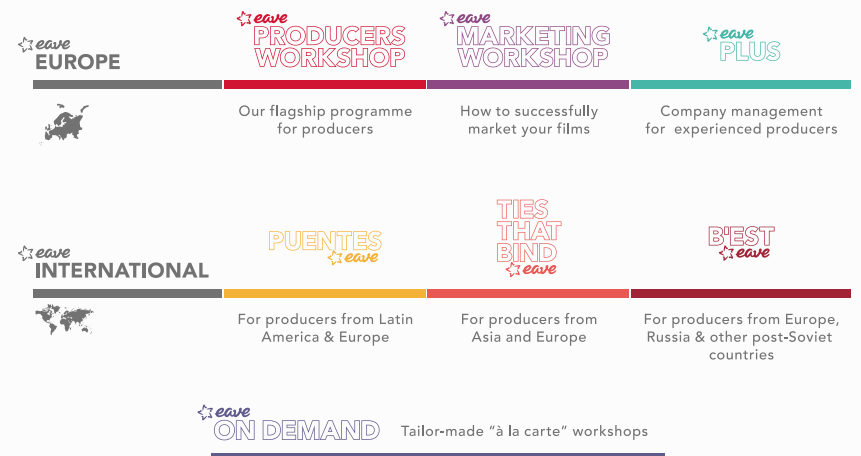 eave
EUROPE
eave
PRODUCERS
WORKSHOP
Our flagship programme
for producers
eave
MARKETING
WORKSHOP
How to successfully
market your films
eave
PLUS
Company management
for experienced producers
eave
INTERNATIONAL
PUENTES
eave
For producers from Latin
America & Europe
TIES
THAT
BIND
eave
For producers from
Asia and Europe
B'EST
eave
For producers from Europe,
Russia & other post-Soviet
countries
eave
ON DEMAND
Tailor-made “à la carte” workshops